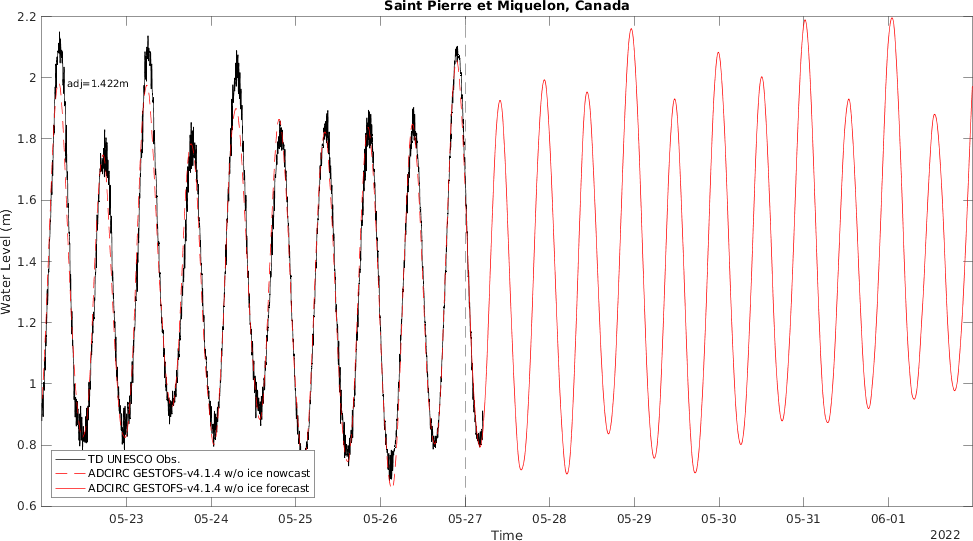 Saint Pierre et Miquelon, Canada
2.2
2
1.8
1.6
1.4
1.2
1
0.8
0.6
Water Level (m)
adj=1.422m
TD UNESCO Obs.
ADCIRC GESTOFS-v4.1.4 w/o ice nowcast
ADCIRC GESTOFS-v4.1.4 w/o ice forecast
05-23 05-24 05-25 05-26 05-27 05-28 05-29 05-30 05-31 06-01
Time
2022